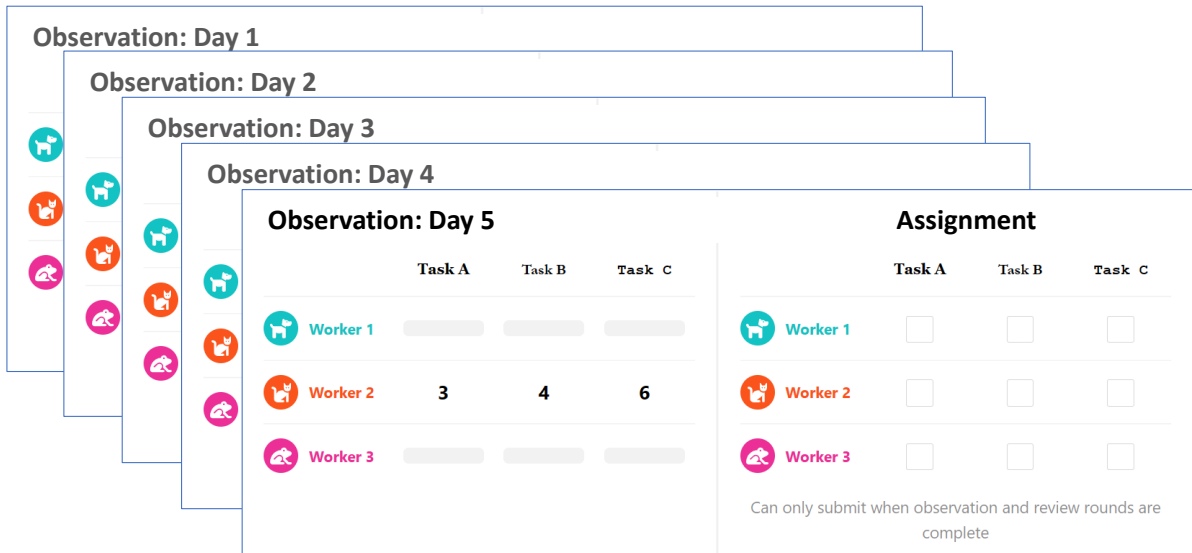 Observation: Day 1
Observation: Day 2
Observation: Day 3
Observation: Day 4
Observation: Day 5
Task A Task B Task C
Worker 1
Worker 2 3 4 6
Worker 3
Assignment
Task A Task B Task C
Worker 1
Worker 2
Worker 3
Can only submit when observation and review rounds are
complete